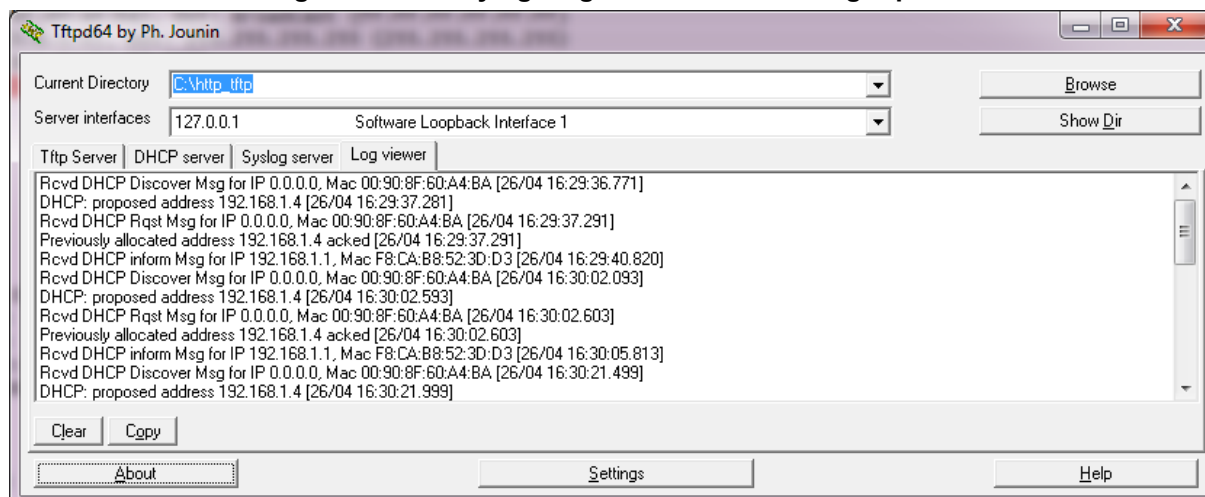 Tftpd64 by Ph. Jounin
Current Directory C:\http_tftp Browse
Server interfaces 127.0.0.1 Software Loopback Interface 1 Show Dir
Tftp Server DHCP server Syslog server Log viewer
Rcvd DHCP Discover Msg for IP 0.0.0.0, Mac 00:90:8F:60:A4:BA [26/04 16:29:36.771]
DHCP: proposed address 192.168.1.4 [26/04 16:29:37.281]
Rcvd DHCP Rqst Msg for IP 0.0.0.0, Mac 00:90:8F:60:A4:BA [26/04 16:29:37.291]
Previously allocated address 192.168.1.4 acked [26/04 16:29:37.291]
Rcvd DHCP inform Msg for IP 192.168.1.1, Mac F8:CA:B8:52:3D:D3 [26/04 16:29:40.820]
Rcvd DHCP Discover Msg for IP 0.0.0.0, Mac 00:90:8F:60:A4:BA [26/04 16:30:02.093]
DHCP: proposed address 192.168.1.4 [26/04 16:30:02.593]
Rcvd DHCP Rqst Msg for IP 0.0.0.0, Mac 00:90:8F:60:A4:BA [26/04 16:30:02.603]
Previously allocated address 192.168.1.4 acked [26/04 16:30:02.603]
Rcvd DHCP inform Msg for IP 192.168.1.1, Mac F8:CA:B8:52:3D:D3 [26/04 16:30:05.813]
Rcvd DHCP Discover Msg for IP 0.0.0.0, Mac 00:90:8F:60:A4:BA [26/04 16:30:21.499]
DHCP: proposed address 192.168.1.4 [26/04 16:30:21.999]
Clear Copy
About Settings Help